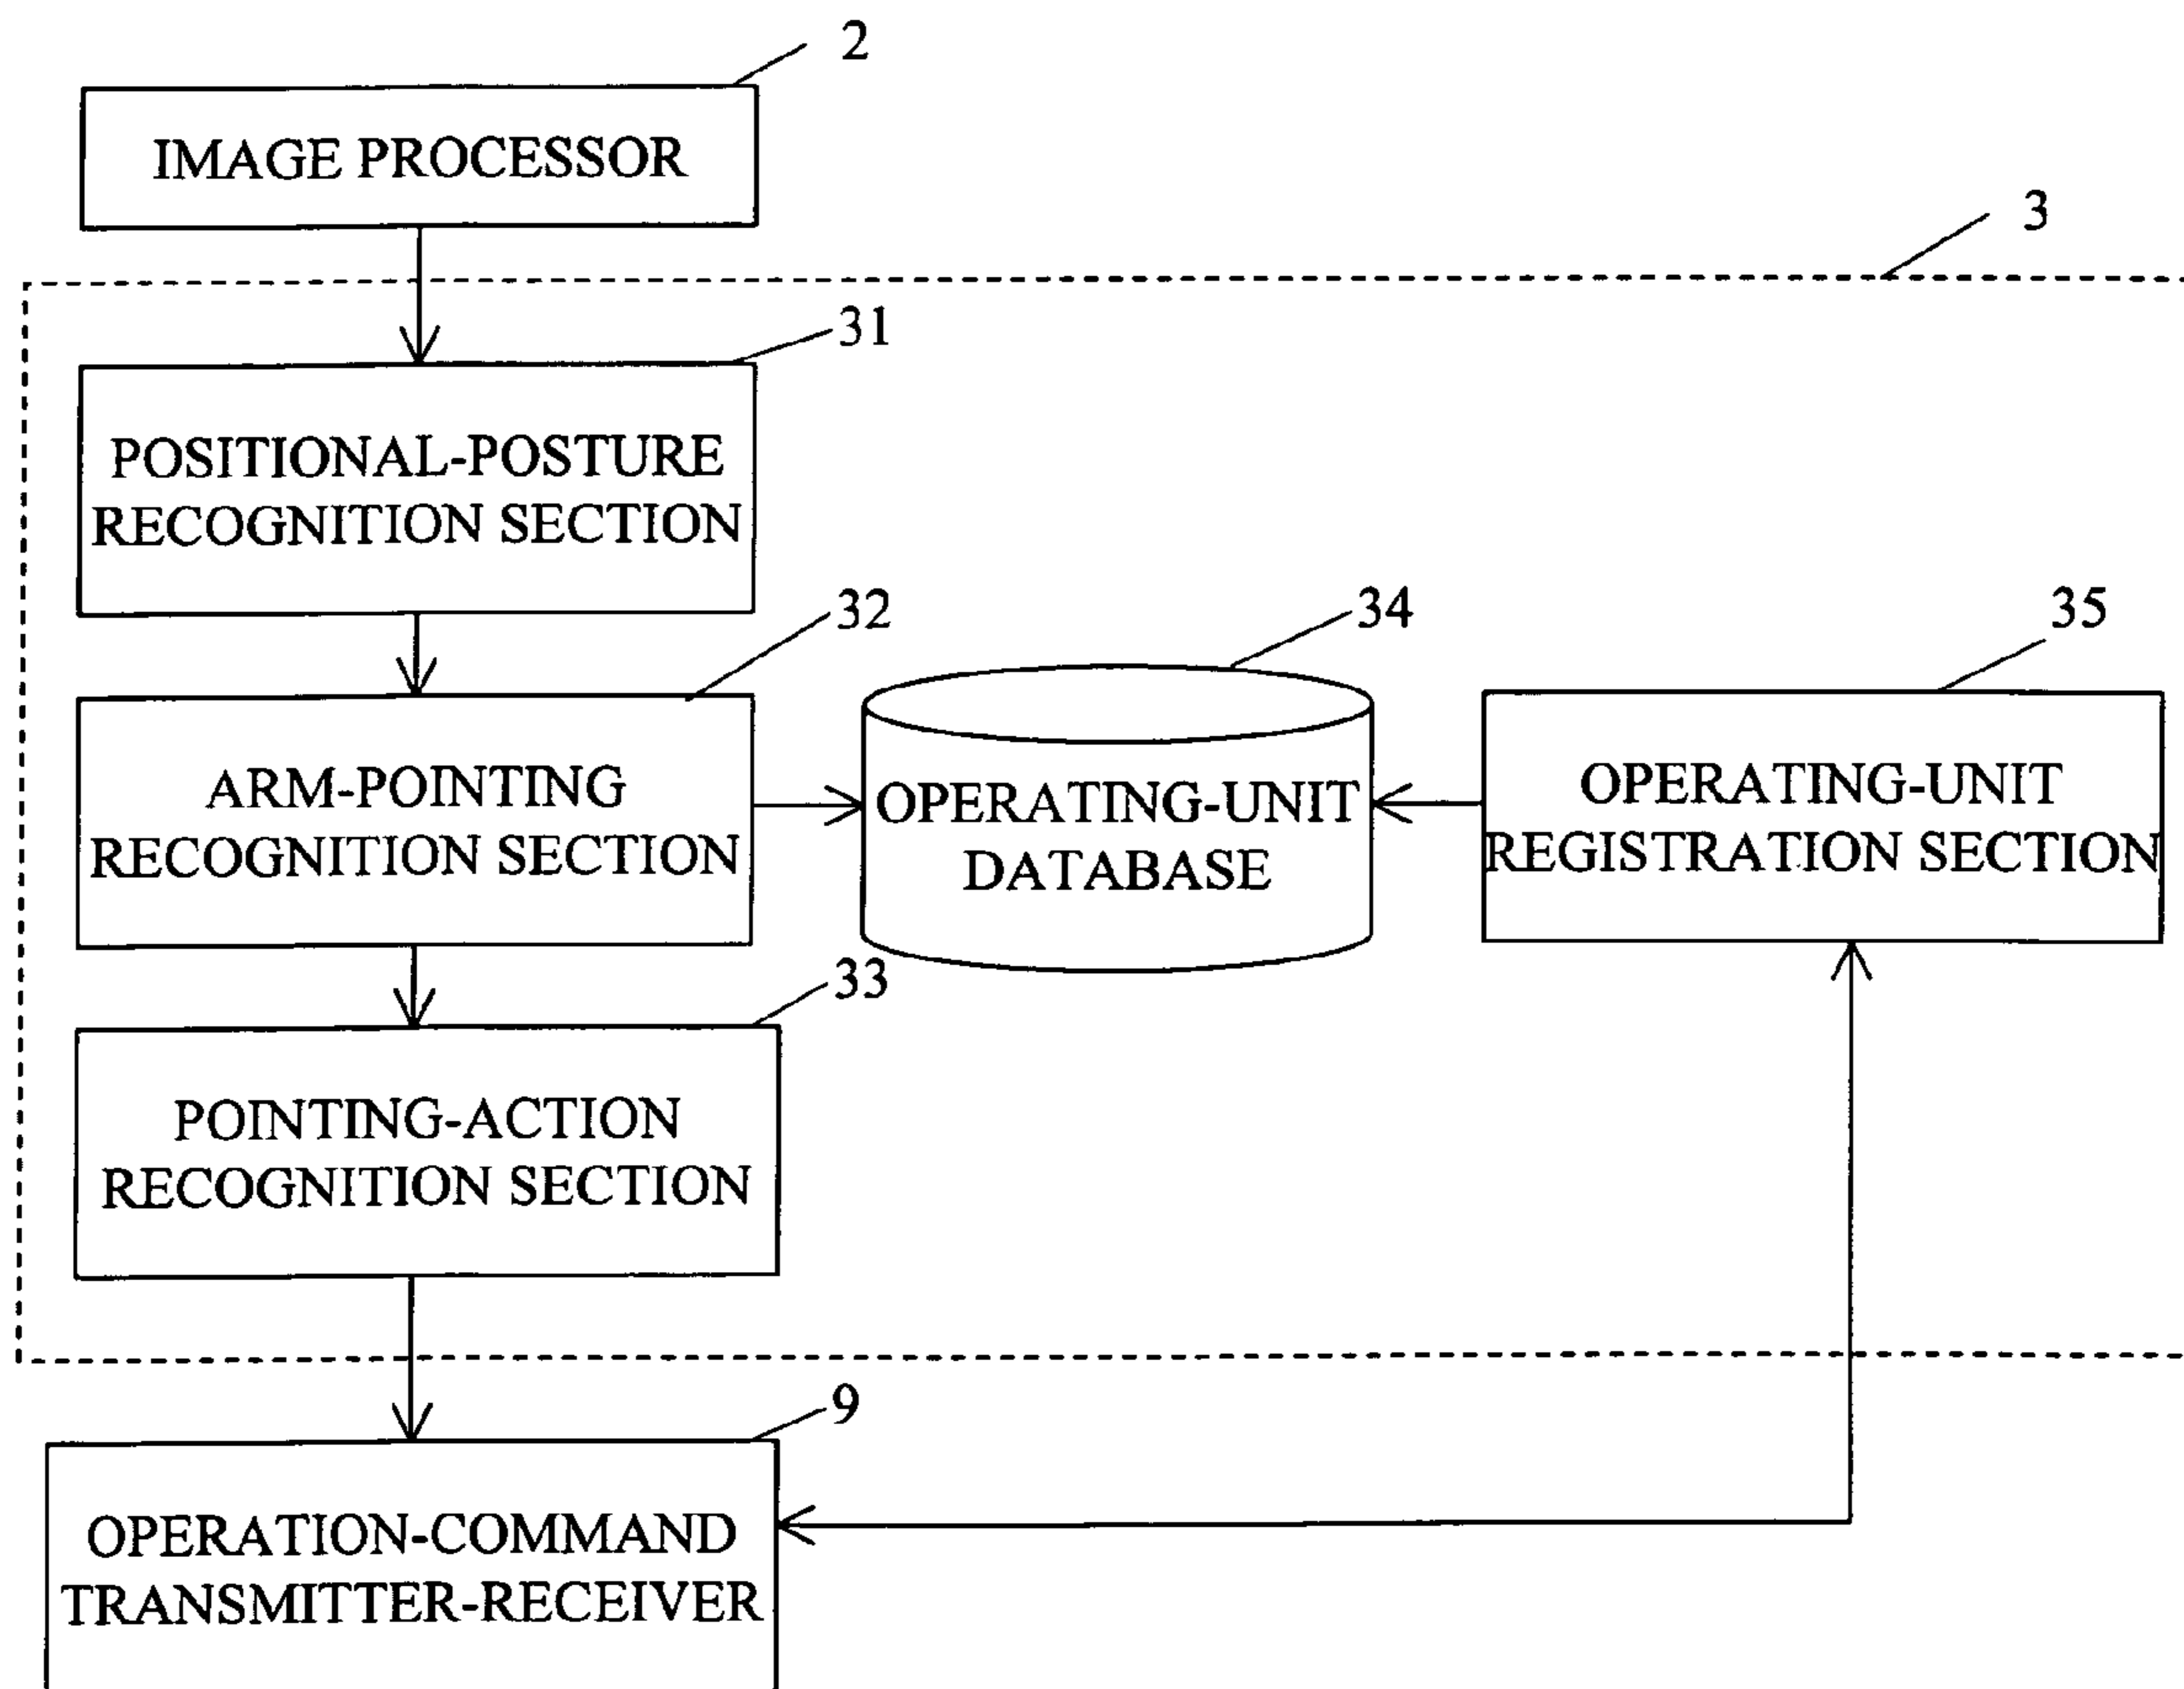 2
IMAGE PROCESSOR
3
31
POSITIONAL-POSTURE
RECOGNITION SECTION
32
34
35
ARM-POINTING
RECOGNITION SECTION
OPERATING-UNIT
DATABASE
OPERATING-UNIT
REGISTRATION SECTION
33
POINTING-ACTION
RECOGNITION SECTION
9
OPERATION-COMMAND
TRANSMITTER-RECEIVER